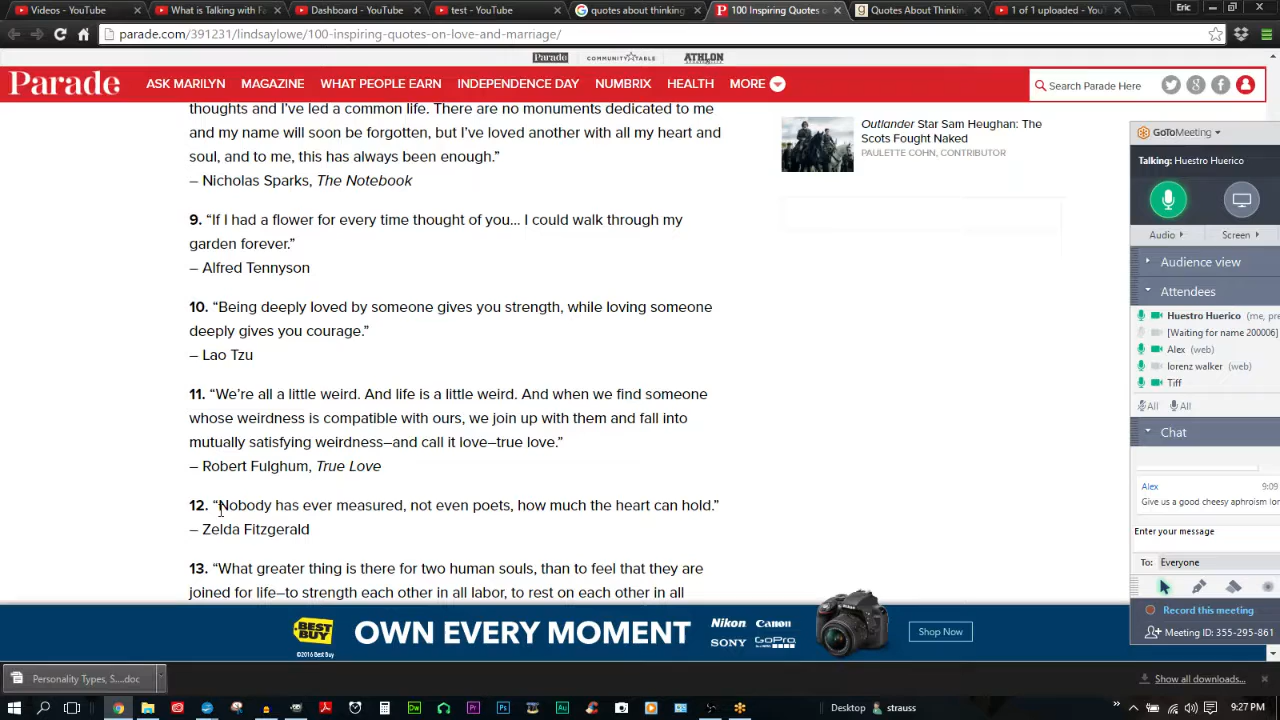 Videos - YouTube
What is Talking with F
Dashboard - YouTube
test - YouTube
quotes about thinking
100 Inspiring Quotes o
Quotes About Thinking
1 of 1 uploaded - YouTu
Eric
parade.com/391231/lindsaylowe/100-inspiring-quotes-on-love-and-marriage/
Parade
COMMUNITY TABLE
ATHLON
Parade
ASK MARILYN
MAGAZINE
WHAT PEOPLE EARN
INDEPENDENCE DAY
NUMBRIX
HEALTH
MORE
Search Parade Here
thoughts and I've led a common life. There are no monuments dedicated to me
and my name will soon be forgotten, but I've loved another with all my heart and
soul, and to me, this has always been enough.”
– Nicholas Sparks, The Notebook
9. “If I had a flower for every time thought of you... I could walk through my
garden forever.”
– Alfred Tennyson
10. “Being deeply loved by someone gives you strength, while loving someone
deeply gives you courage.”
– Lao Tzu
11. “We're all a little weird. And life is a little weird. And when we find someone
whose weirdness is compatible with ours, we join up with them and fall into
mutually satisfying weirdness–and call it love–true love.”
– Robert Fulghum, True Love
12. “Nobody has ever measured, not even poets, how much the heart can hold.”
– Zelda Fitzgerald
13. “What greater thing is there for two human souls, than to feel that they are
joined for life–to strength each other in all labor, to rest on each other in all
Outlander Star Sam Heughan: The
Scots Fought Naked
PAULETTE COHN, CONTRIBUTOR
GoToMeeting
Talking: Huestro Huerico
Audio
Screen
Audience view
Attendees
Huestro Huerico (me, pre
[Waiting for name 200006]
Alex (web)
lorenz walker (web)
Tiff
All
All
Chat
Alex 9:09
Give us a good cheesy aphroism lor
Enter your message
To: Everyone
Record this meeting
Meeting ID: 355-295-861
BEST BUY
©2016 Best Buy
OWN EVERY MOMENT
Nikon Canon
SONY GoPro
Shop Now
Personality Types, S....doc
Show all downloads...
Desktop
strauss
9:27 PM